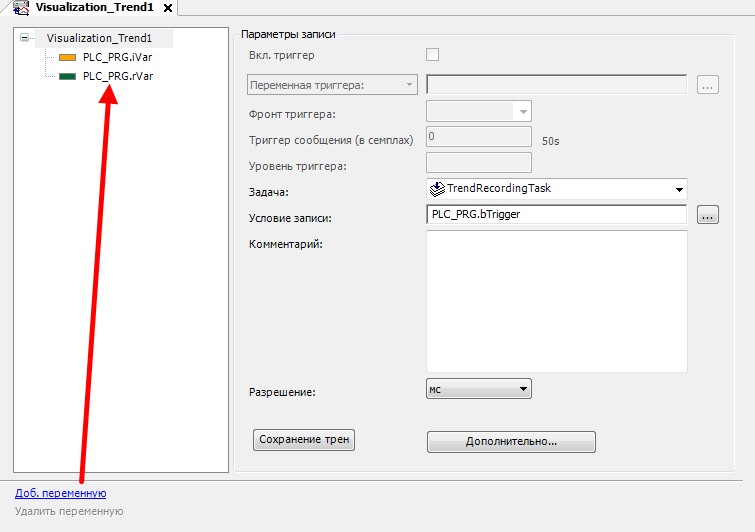 Visualization_Trend1
Visualization_Trend1
PLC_PRG.iVar
PLC_PRG.rVar
Параметры записи
Вкл. триггер
Переменная триггера:
...
Фронт триггера:
Триггер сообщения (в семплах)
0
50s
Уровень триггера:
Задача:
TrendRecordingTask
Условие записи:
PLC_PRG.bTrigger
...
Комментарий:
Разрешение:
мс
Сохранение трен
Дополнительно...
Доб. переменную
Удалить переменную